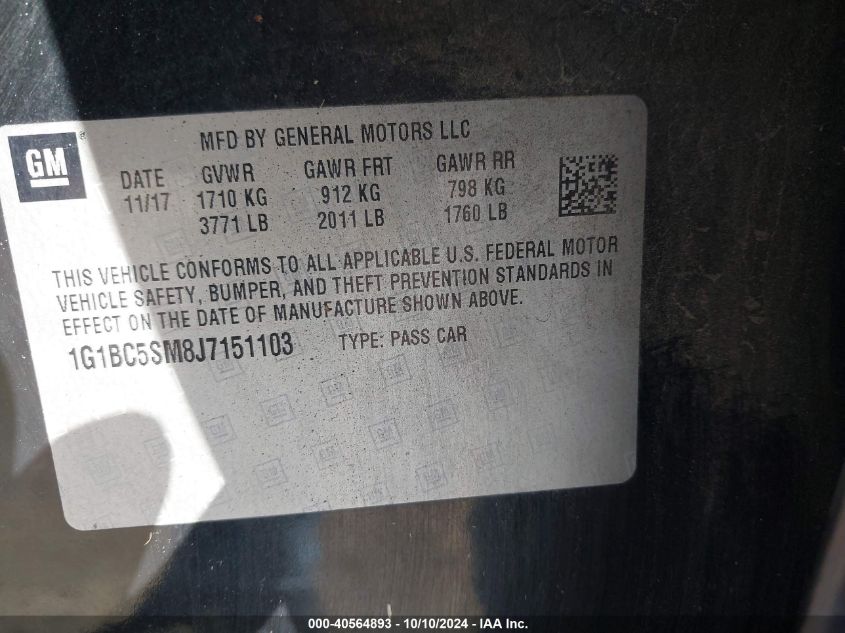 GM
MFD BY GENERAL MOTORS LLC
DATE GVWR GAWR FRT GAWR RR
11/17 1710 KG 912 KG 798 KG
3771 LB 2011 LB 1760 LB
THIS VEHICLE CONFORMS TO ALL APPLICABLE U.S. FEDERAL MOTOR
VEHICLE SAFETY, BUMPER, AND THEFT PREVENTION STANDARDS IN
EFFECT ON THE DATE OF MANUFACTURE SHOWN ABOVE.
1G1BC5SM8J7151103 TYPE: PASS CAR
000-40564893 - 10/10/2024 - IAA Inc.